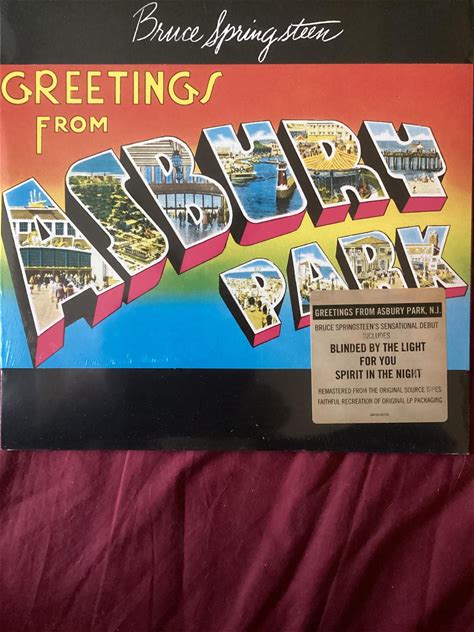 Bruce Springsteen
GREETINGS
FROM
ASBURY
PARK
GREETINGS FROM ASBURY PARK, N.J.
BRUCE SPRINGSTEEN'S SENSATIONAL DEBUT
INCLUDES
BLINDED BY THE LIGHT
FOR YOU
SPIRIT IN THE NIGHT
REMASTERED FROM THE ORIGINAL SOURCE TAPES
FAITHFUL RECREATION OF ORIGINAL LP PACKAGING